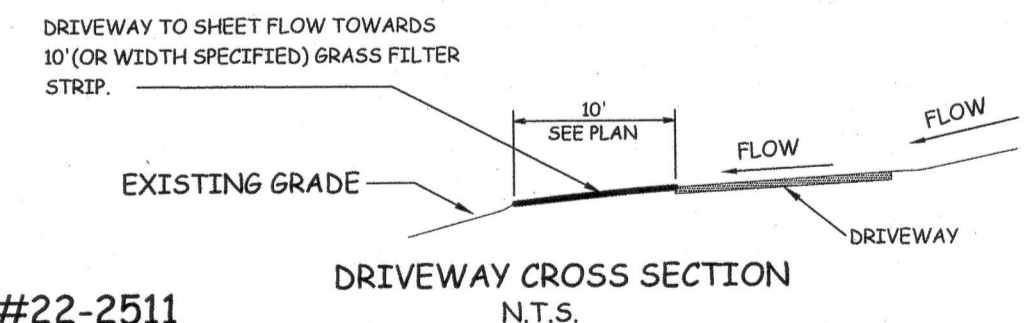 DRIVEWAY TO SHEET FLOW TOWARDS
10'(OR WIDTH SPECIFIED) GRASS FILTER
STRIP.
10'
SEE PLAN
FLOW
FLOW
EXISTING GRADE
DRIVEWAY
DRIVEWAY CROSS SECTION
N.T.S.
#22-2511